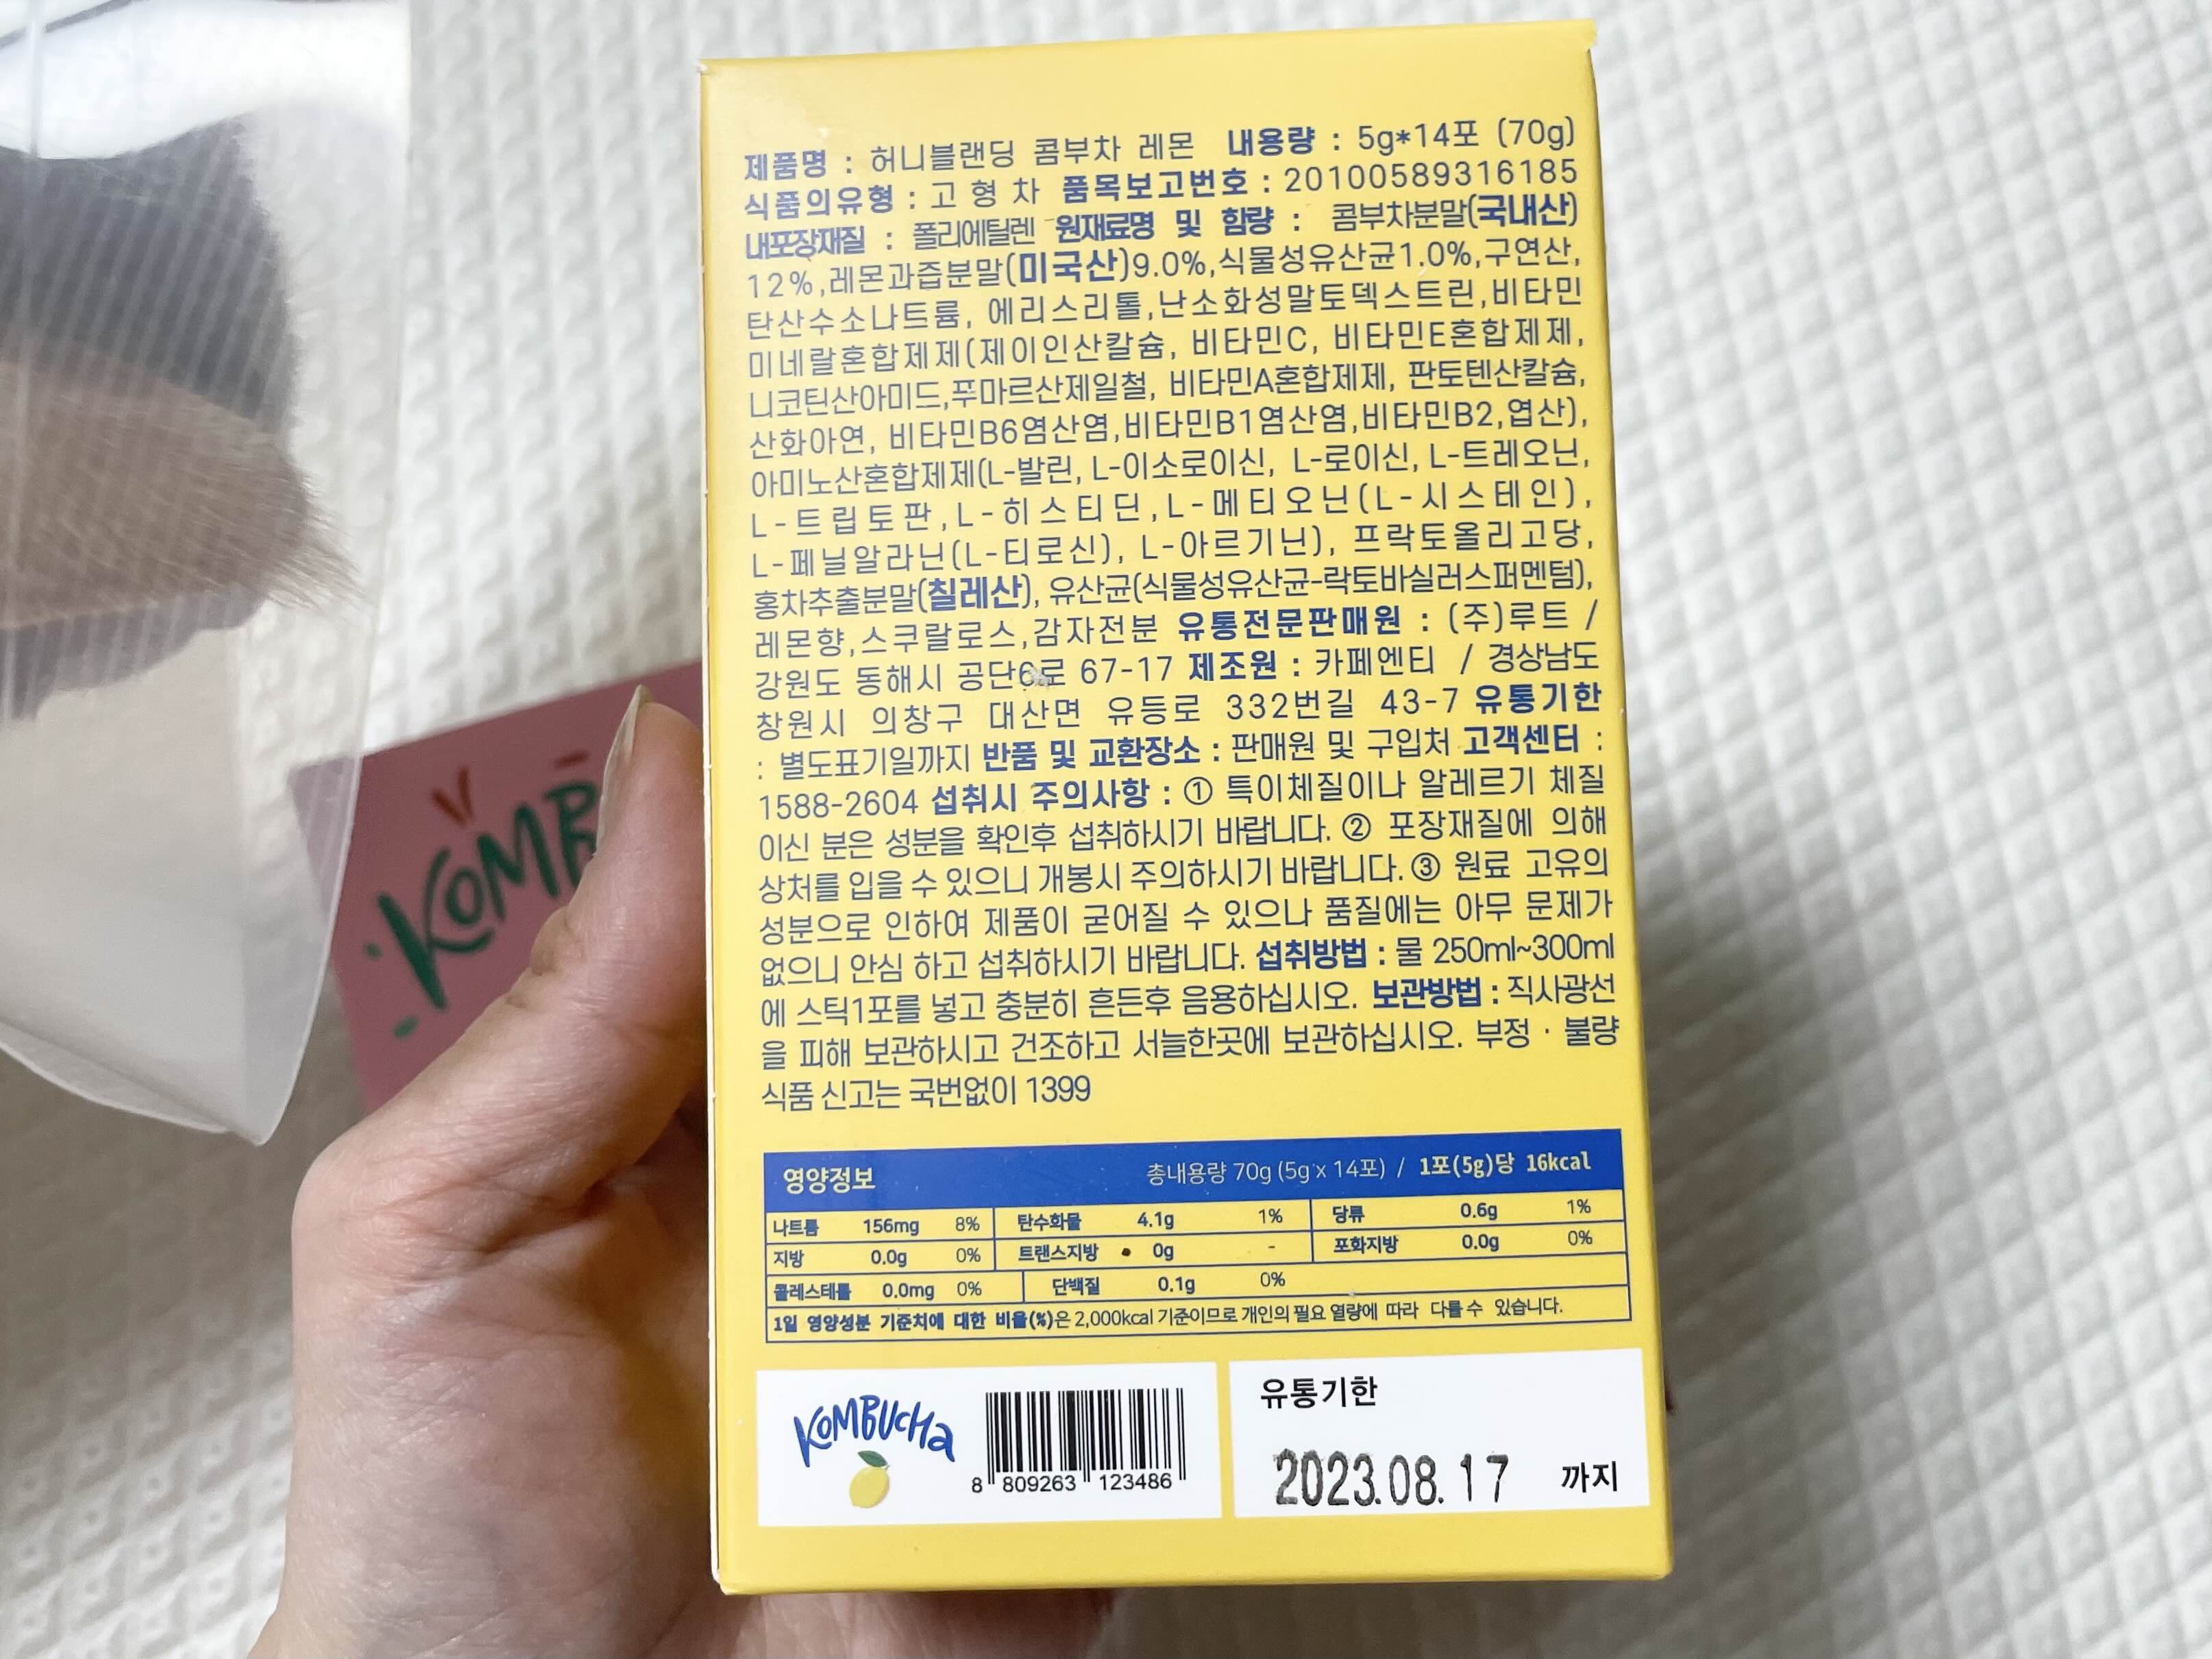 제품명 : 허니블랜딩 콤부차 레몬 내용량 : 5g*14포 (70g)
식품의유형 : 고 형 차 품목보고번호 : 20100589316185
내포장재질 : 폴리에틸렌 원재료명 및 함량 : 콤부차분말(국내산)
12%,레몬과즙분말(미국산)9.0%,식물성유산균1.0%,구연산,
탄산수소나트륨, 에리스리톨,난소화성말토덱스트린,비타민
미네랄혼합제제(제이인산칼슘, 비타민C, 비타민E혼합제제,
니코틴산아미드,푸마르산제일철, 비타민A혼합제제, 판토텐산칼슘,
산화아연, 비타민B6염산염,비타민B1염산염,비타민B2,엽산),
아미노산혼합제제(L-발린, L-이소로이신, L-로이신, L-트레오닌,
L-트립토판,L-히스티딘,L-메티오닌(L-시스테인),
L-페닐알라닌(L-티로신), L-아르기닌), 프락토올리고당,
홍차추출분말(칠레산), 유산균(식물성유산균-락토바실러스퍼멘텀),
레몬향,스쿠랄로스,감자전분 유통전문판매원 : (주)루트 /
강원도 동해시 공단6로 67-17 제조원 : 카페엔티 / 경상남도
창원시 의창구 대산면 유등로 332번길 43-7 유통기한
: 별도표기일까지 반품 및 교환장소 : 판매원 및 구입처 고객센터 :
1588-2604 섭취시 주의사항 : ① 특이체질이나 알레르기 체질
이신 분은 성분을 확인후 섭취하시기 바랍니다. ② 포장재질에 의해
상처를 입을 수 있으니 개봉시 주의하시기 바랍니다. ③ 원료 고유의
성분으로 인하여 제품이 굳어질 수 있으나 품질에는 아무 문제가
없으니 안심 하고 섭취하시기 바랍니다. 섭취방법 : 물 250ml~300ml
에 스틱1포를 넣고 충분히 흔든후 음용하십시오. 보관방법 : 직사광선
을 피해 보관하시고 건조하고 서늘한곳에 보관하십시오. 부정 · 불량
식품 신고는 국번없이 1399
영양정보 총내용량 70g (5g x 14포) / 1포(5g)당 16kcal
나트륨 156mg 8% 탄수화물 4.1g 1% 당류 0.6g 1%
지방 0.0g 0% 트랜스지방 0g - 포화지방 0.0g 0%
콜레스테롤 0.0mg 0% 단백질 0.1g 0%
1일 영양성분 기준치에 대한 비율(%)은 2,000kcal 기준이므로 개인의 필요 열량에 따라 다를 수 있습니다.
KOMBUCHa
8 809263 123486
유통기한
2023.08.17 까지
KOMB